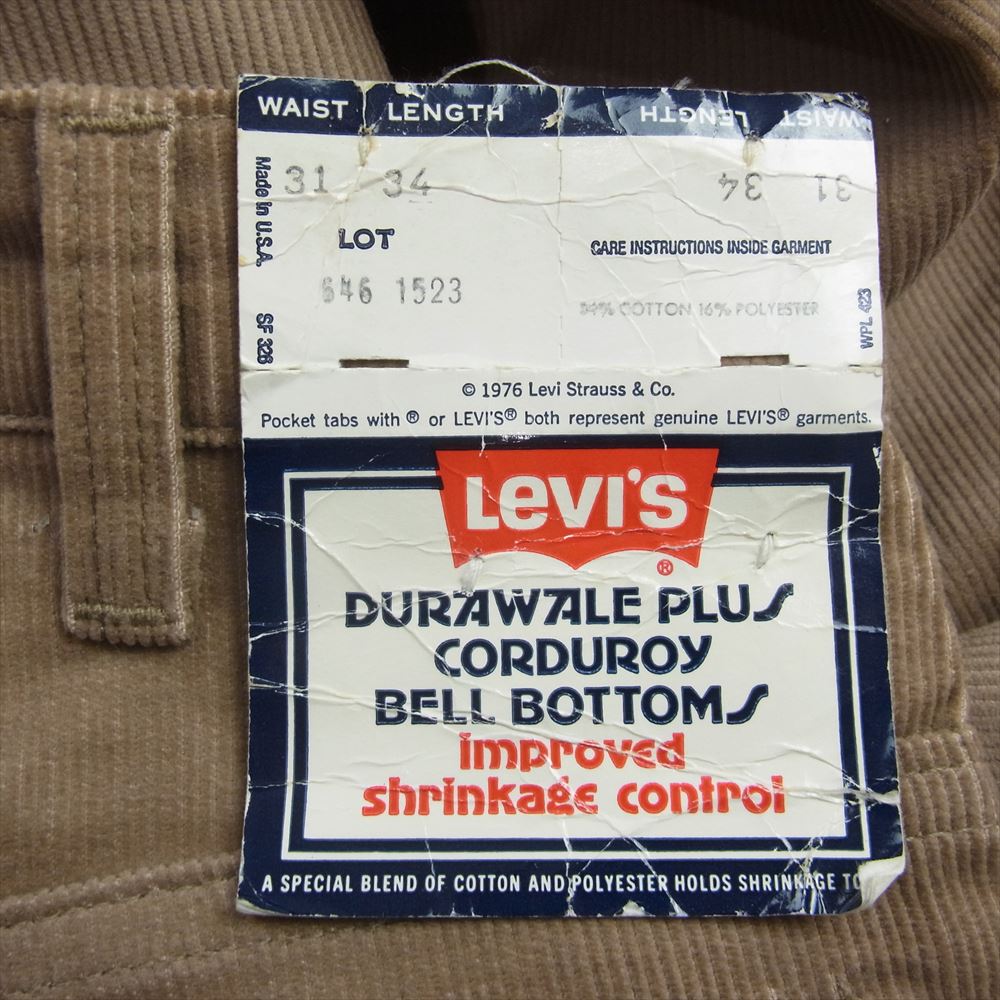 WAIST LENGTH
LENGTH WAIST
Made in U.S.A.
SF 326
31 34
34 31
LOT
646 1523
CARE INSTRUCTIONS INSIDE GARMENT
84% COTTON 16% POLYESTER
WPL 423
© 1976 Levi Strauss & Co.
Pocket tabs with ® or LEVI'S® both represent genuine LEVI'S® garments.
LEVI'S
®
DURAWALE PLUS
CORDUROY
BELL BOTTOMS
improved
shrinkage control
A SPECIAL BLEND OF COTTON AND POLYESTER HOLDS SHRINKAGE TO